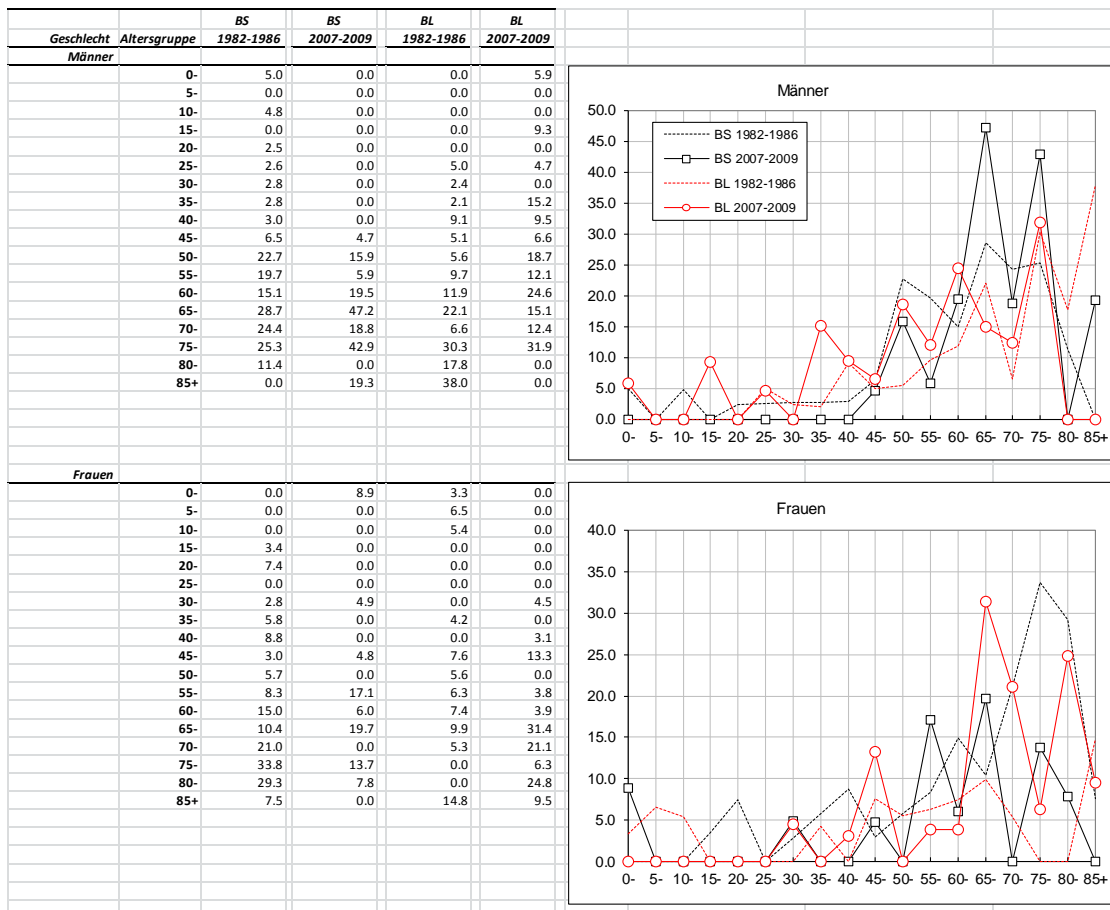 BS BS BL BL
Geschlecht Altersgruppe 1982-1986 2007-2009 1982-1986 2007-2009
Männer
0- 5.0 0.0 0.0 5.9
5- 0.0 0.0 0.0 0.0
10- 4.8 0.0 0.0 0.0
15- 0.0 0.0 0.0 9.3
20- 2.5 0.0 0.0 0.0
25- 2.6 0.0 5.0 4.7
30- 2.8 0.0 2.4 0.0
35- 2.8 0.0 2.1 15.2
40- 3.0 0.0 9.1 9.5
45- 6.5 4.7 5.1 6.6
50- 22.7 15.9 5.6 18.7
55- 19.7 5.9 9.7 12.1
60- 15.1 19.5 11.9 24.6
65- 28.7 47.2 22.1 15.1
70- 24.4 18.8 6.6 12.4
75- 25.3 42.9 30.3 31.9
80- 11.4 0.0 17.8 0.0
85+ 0.0 19.3 38.0 0.0
Männer
50.0
45.0
40.0
35.0
30.0
25.0
20.0
15.0
10.0
5.0
0.0
BS 1982-1986
BS 2007-2009
BL 1982-1986
BL 2007-2009
0- 5- 10- 15- 20- 25- 30- 35- 40- 45- 50- 55- 60- 65- 70- 75- 80- 85+
Frauen
0- 0.0 8.9 3.3 0.0
5- 0.0 0.0 6.5 0.0
10- 0.0 0.0 5.4 0.0
15- 3.4 0.0 0.0 0.0
20- 7.4 0.0 0.0 0.0
25- 0.0 0.0 0.0 0.0
30- 2.8 4.9 0.0 4.5
35- 5.8 0.0 4.2 0.0
40- 8.8 0.0 0.0 3.1
45- 3.0 4.8 7.6 13.3
50- 5.7 0.0 5.6 0.0
55- 8.3 17.1 6.3 3.8
60- 15.0 6.0 7.4 3.9
65- 10.4 19.7 9.9 31.4
70- 21.0 0.0 5.3 21.1
75- 33.8 13.7 0.0 6.3
80- 29.3 7.8 0.0 24.8
85+ 7.5 0.0 14.8 9.5
Frauen
40.0
35.0
30.0
25.0
20.0
15.0
10.0
5.0
0.0
0- 5- 10- 15- 20- 25- 30- 35- 40- 45- 50- 55- 60- 65- 70- 75- 80- 85+